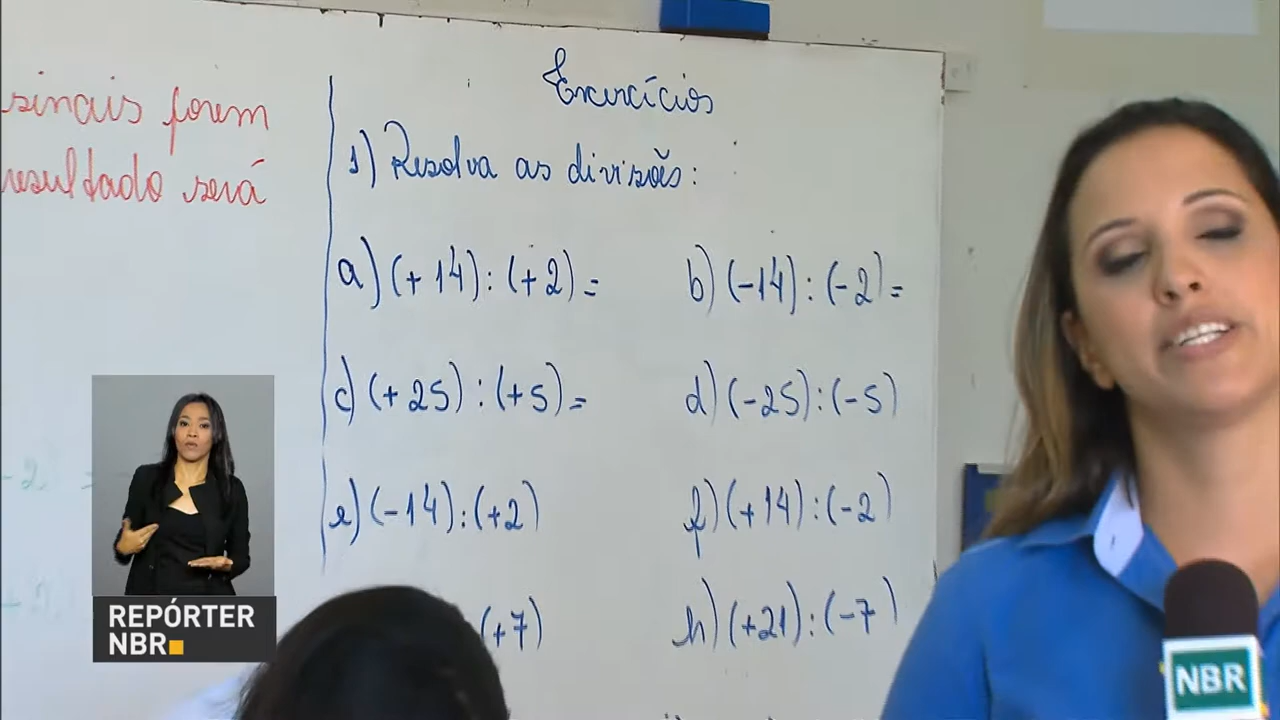 sinais forem
resultado será
Exercícios
1) Resolva as divisões:
a) (+14) : (+2) =
b) (-14) : (-2) =
c) (+25) : (+5) =
d) (-25) : (-5)
e) (-14) : (+2)
f) (+14) : (-2)
(+7)
h) (+21) : (-7)
REPÓRTER
NBR
NBR